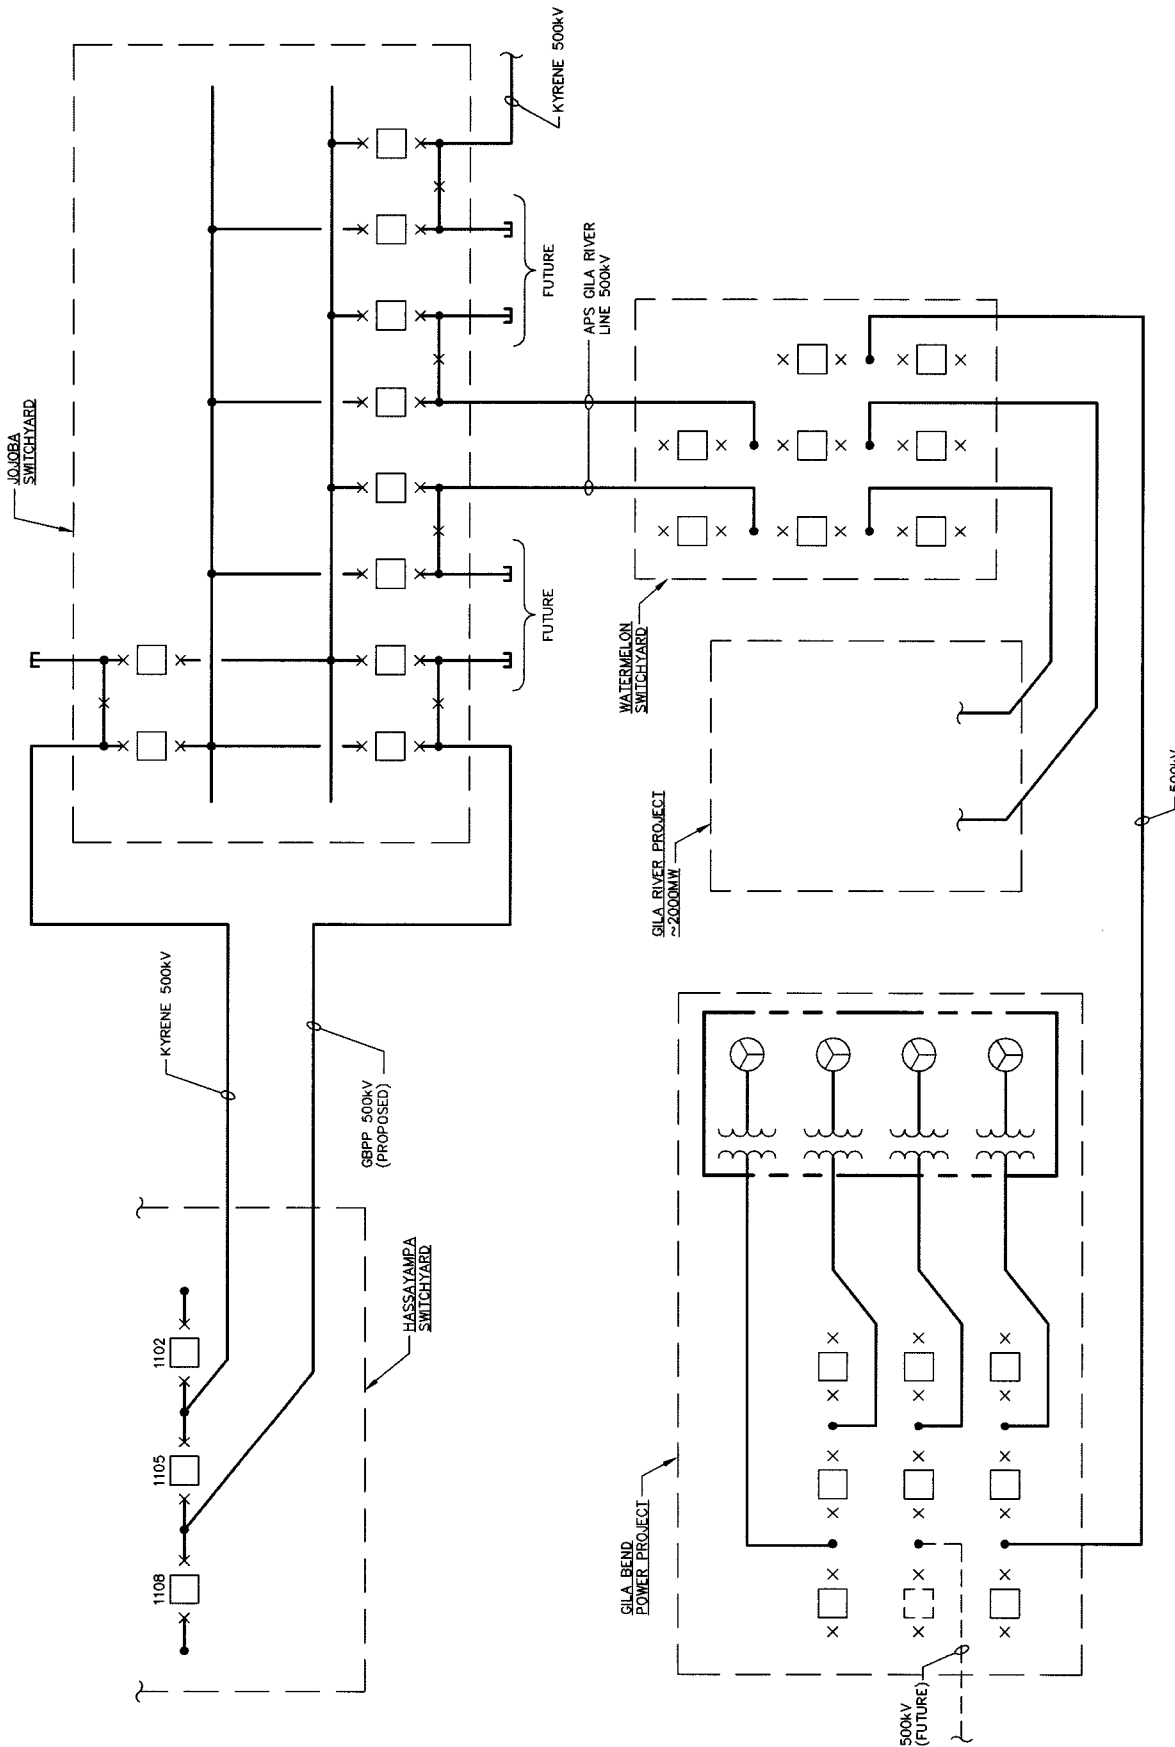 JOJOBA
SWITCHYARD
KYRENE 500kV
FUTURE
FUTURE
APS GILA RIVER
LINE 500kV
KYRENE 500kV
GBPP 500kV
(PROPOSED)
HASSAYAMPA
SWITCHYARD
1102
1105
1108
WATERMELON
SWITCHYARD
GILA RIVER PROJECT
~2000MW
GILA BEND
POWER PROJECT
500kV
(FUTURE)
500kV